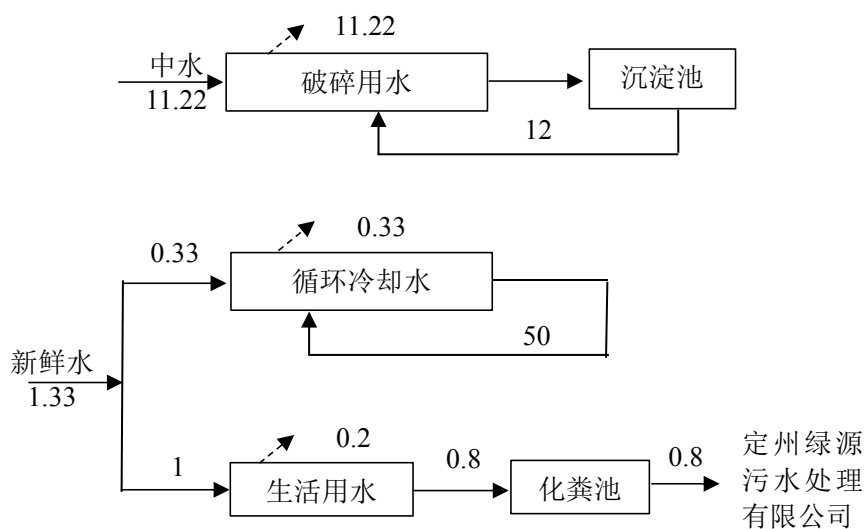 11.22
中水
11.22
破碎用水
沉淀池
12
0.33
0.33
循环冷却水
50
新鲜水
1.33
0.2
1
生活用水
0.8
化粪池
0.8
定州绿源
污水处理
有限公司